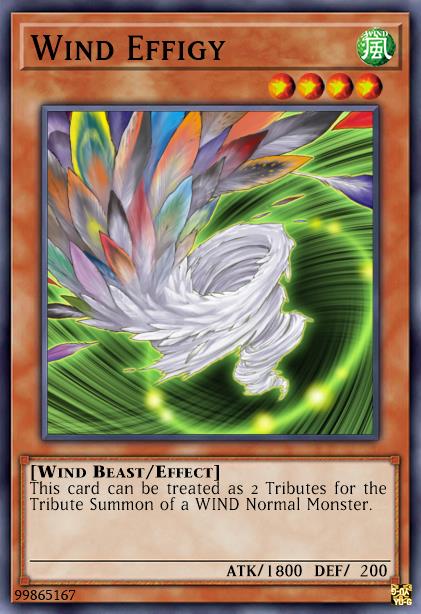 Wind Effigy
WIND
風
[Wind Beast/Effect]
This card can be treated as 2 Tributes for the
Tribute Summon of a WIND Normal Monster.
ATK/1800 DEF/ 200
99865167